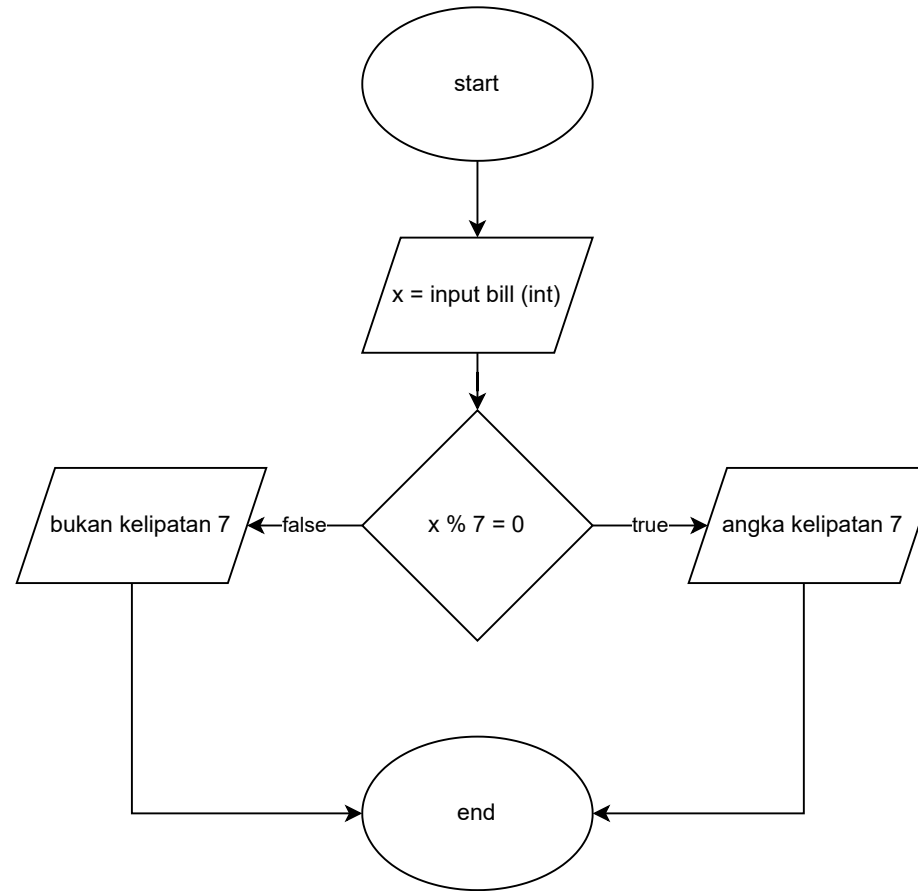 start
x = input bill (int)
x % 7 = 0
false
true
bukan kelipatan 7
angka kelipatan 7
end